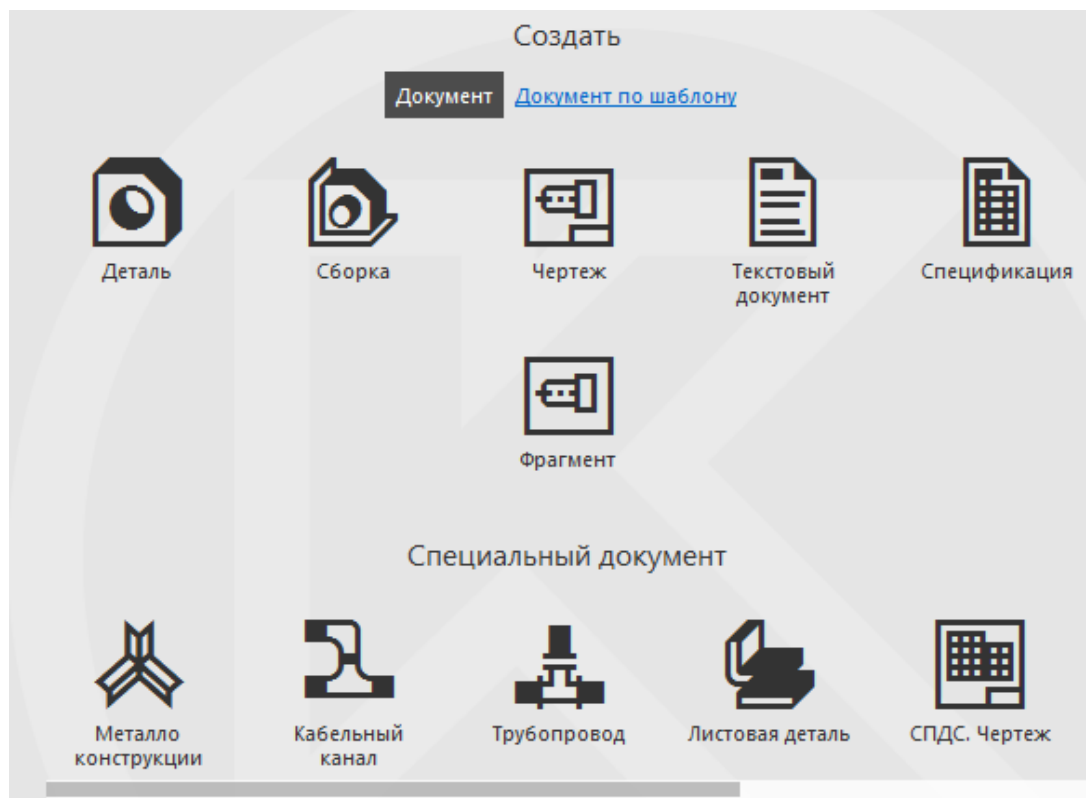 Создать
Документ Документ по шаблону
Деталь Сборка Чертеж Текстовый документ Спецификация
Фрагмент
Специальный документ
Металло конструкции Кабельный канал Трубопровод Листовая деталь СПДС. Чертеж